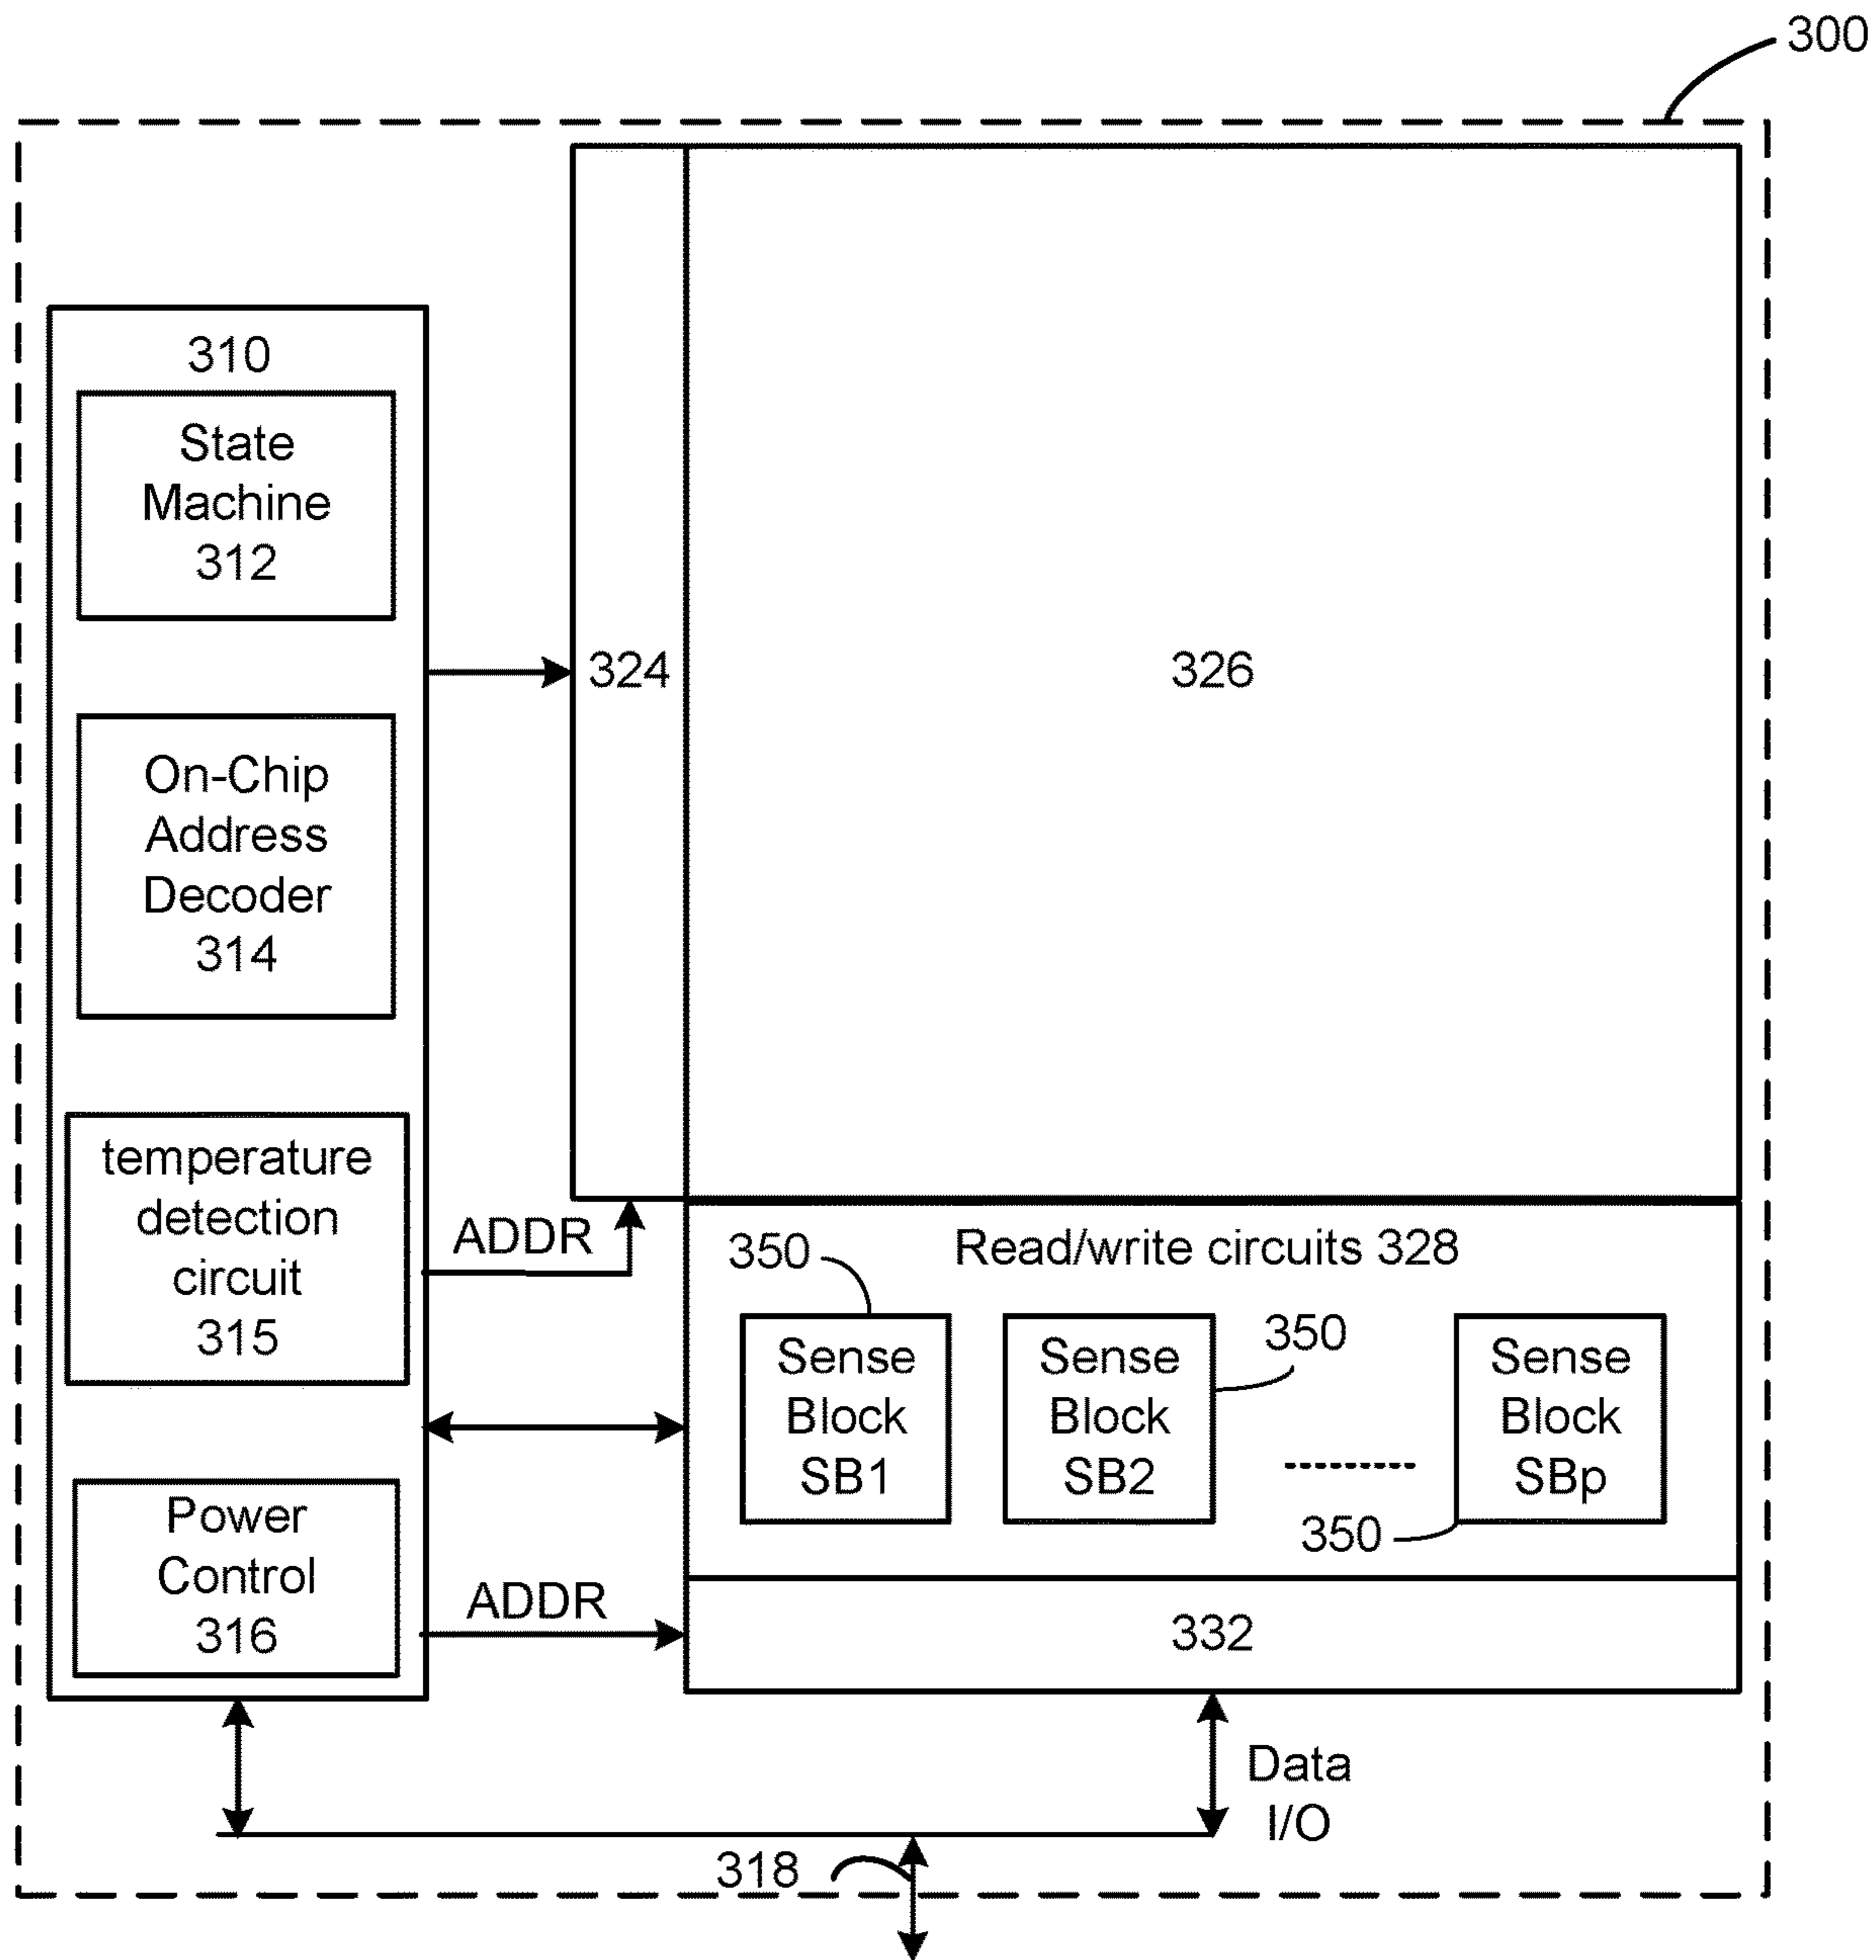 300
310
State
Machine
312
324
326
On-Chip
Address
Decoder
314
temperature
detection
circuit
315
ADDR
Read/write circuits 328
350
350
Sense
Block
SB1
Sense
Block
SB2
Sense
Block
SBp
350
Power
Control
316
ADDR
332
Data
I/O
318